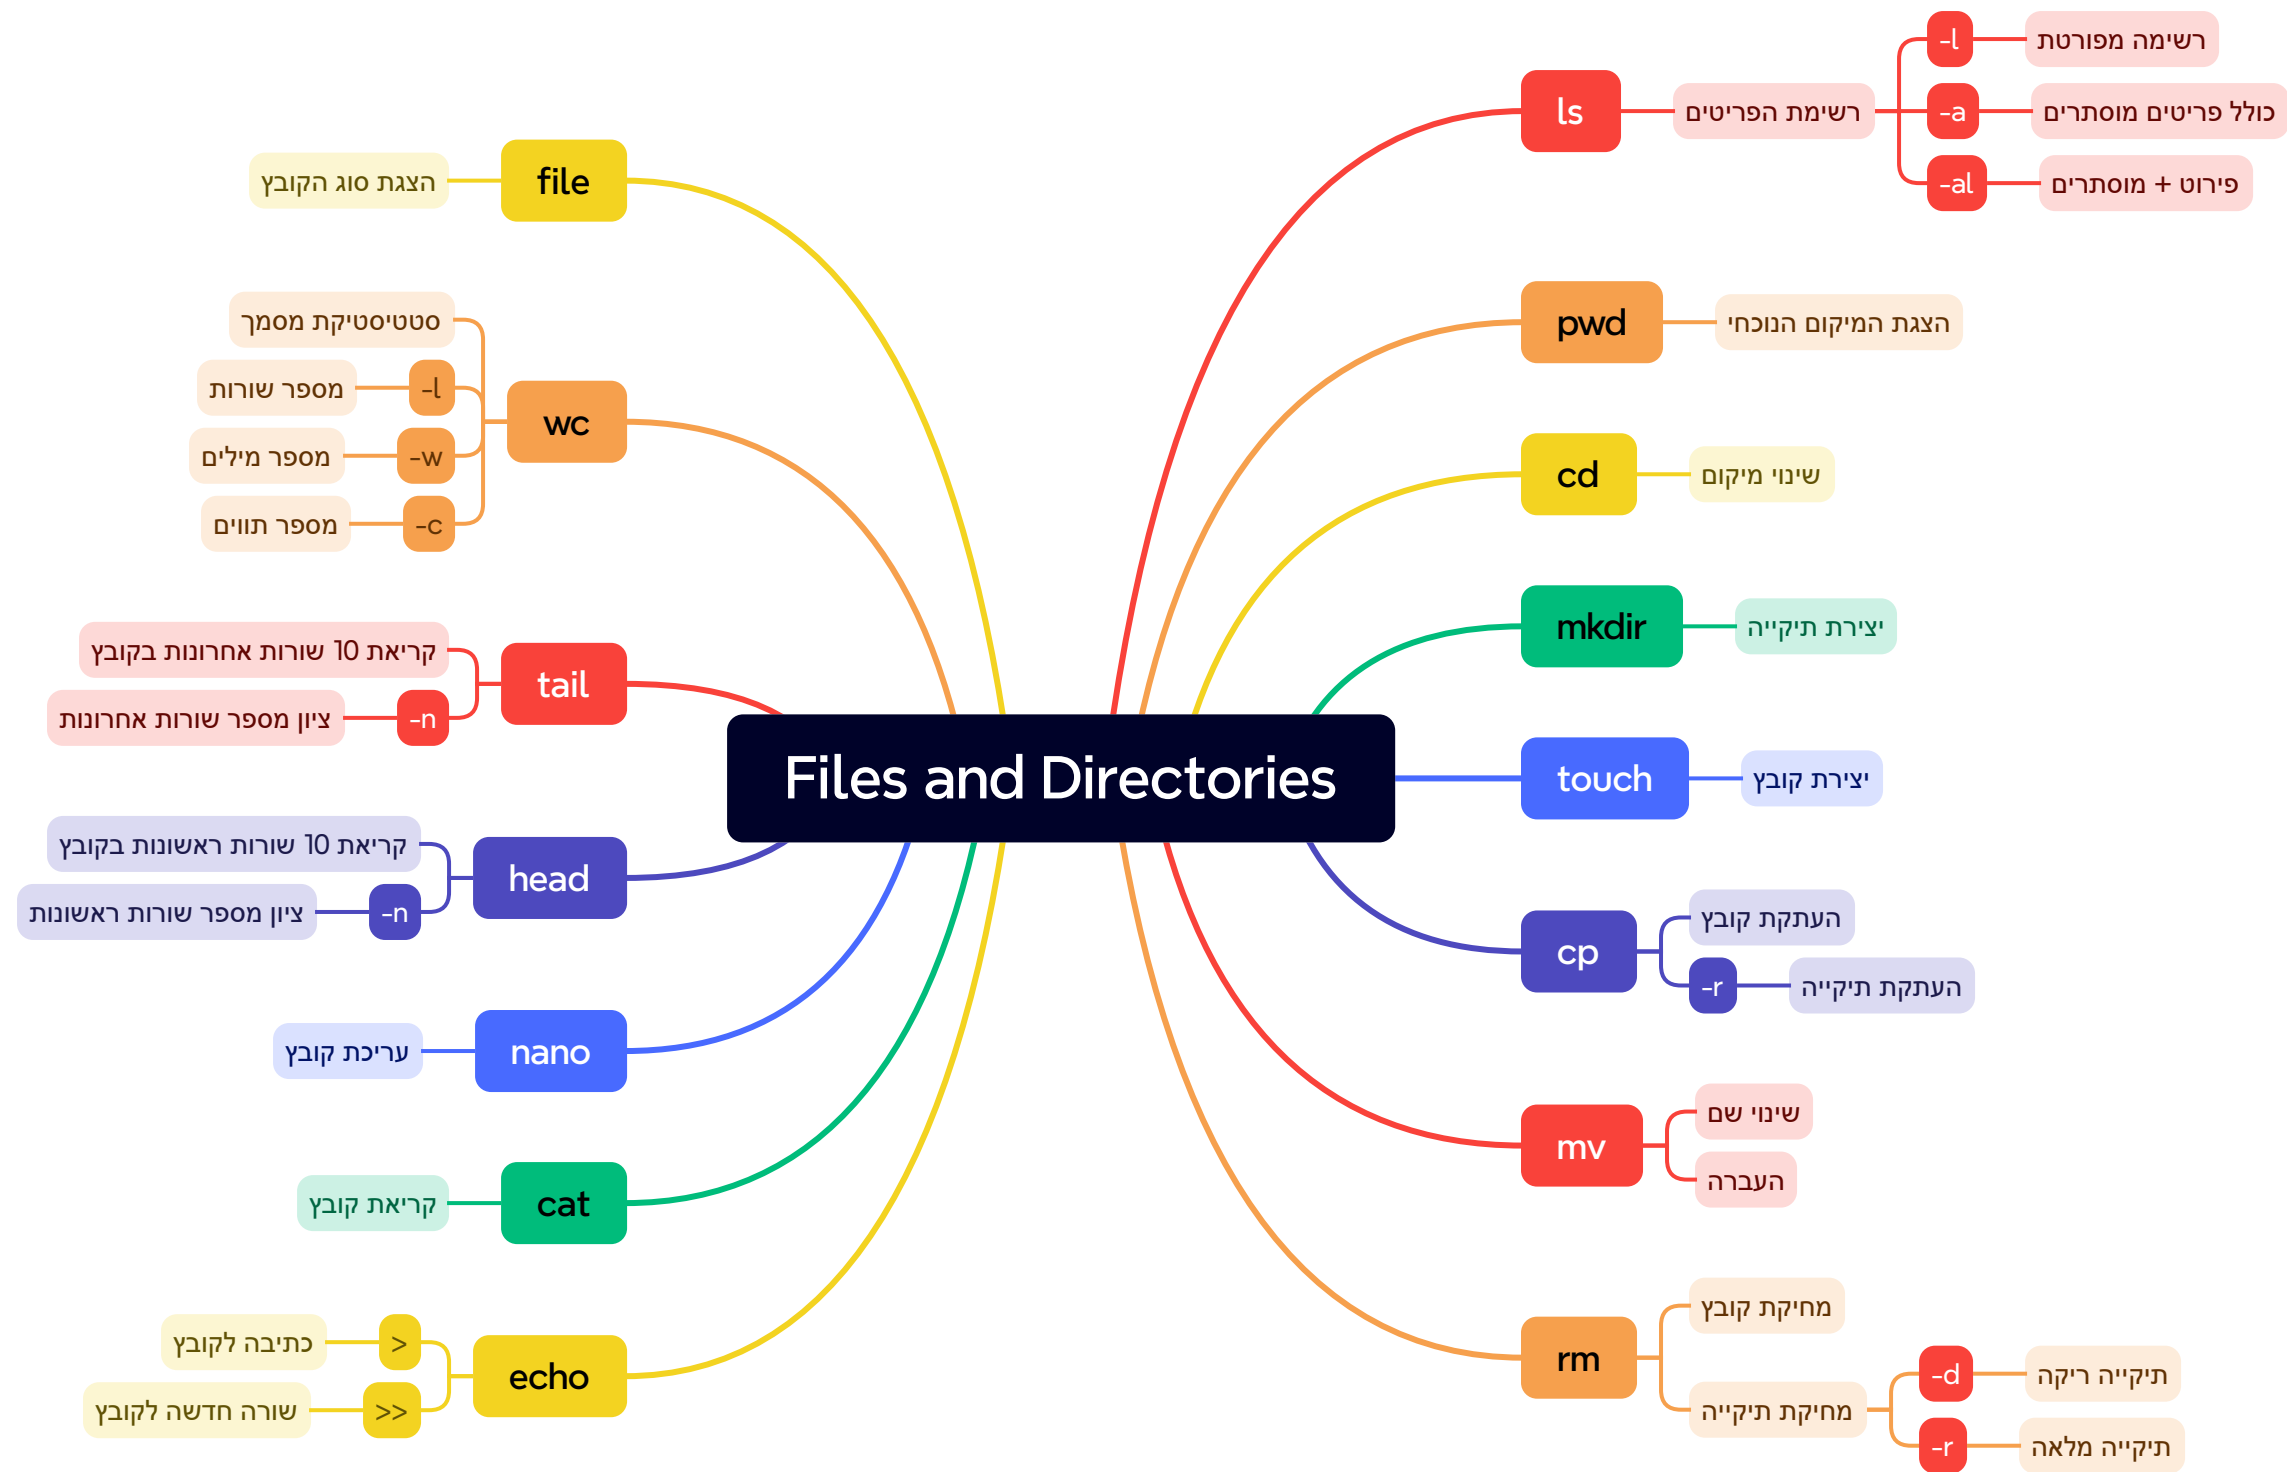 Files and Directories
ls
רשימת הפריטים
-l
רשימה מפורטת
-a
כולל פריטים מוסתרים
-al
פירוט + מוסתרים
pwd
הצגת המיקום הנוכחי
cd
שינוי מיקום
mkdir
יצירת תיקייה
touch
יצירת קובץ
cp
העתקת קובץ
-r
העתקת תיקייה
mv
שינוי שם
העברה
rm
מחיקת קובץ
מחיקת תיקייה
-d
תיקייה ריקה
-r
תיקייה מלאה
file
הצגת סוג הקובץ
wc
סטטיסטיקת מסמך
-l
מספר שורות
-w
מספר מילים
-c
מספר תווים
tail
קריאת 10 שורות אחרונות בקובץ
-n
ציון מספר שורות אחרונות
head
קריאת 10 שורות ראשונות בקובץ
-n
ציון מספר שורות ראשונות
nano
עריכת קובץ
cat
קריאת קובץ
echo
>
כתיבה לקובץ
>>
שורה חדשה לקובץ